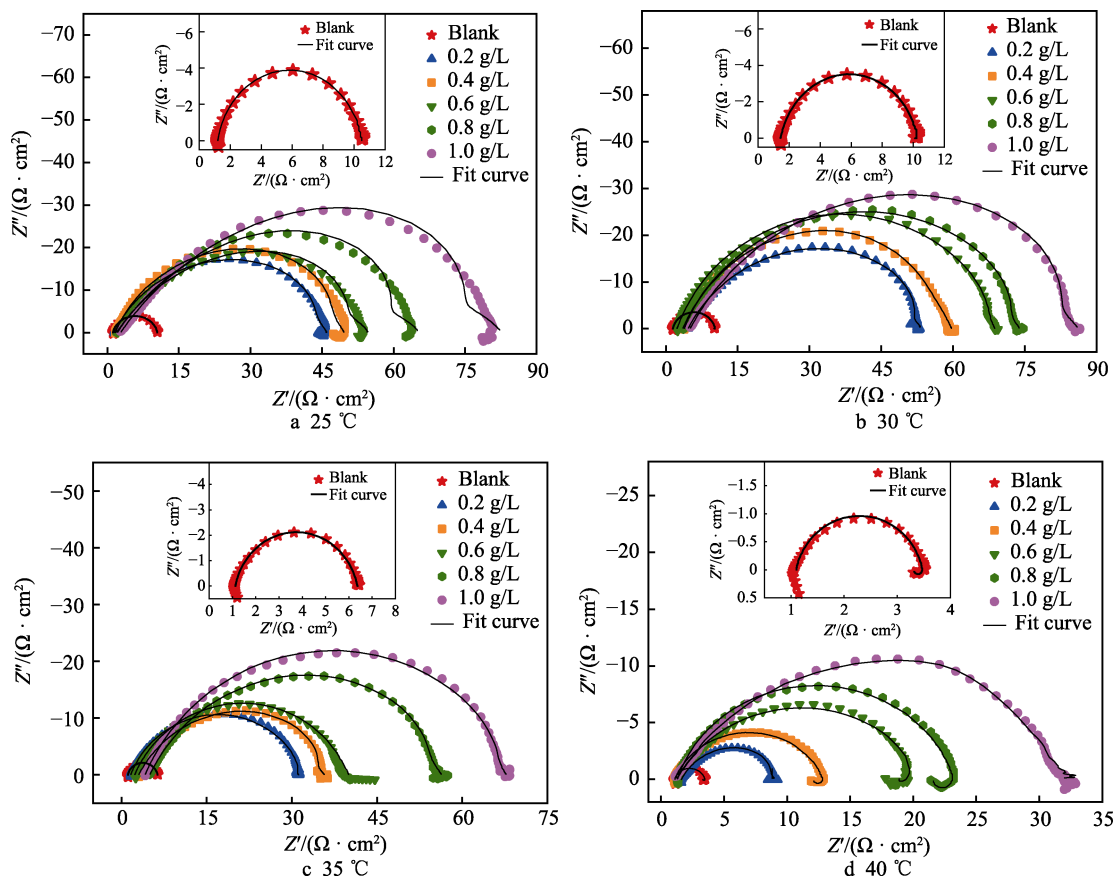 Z″/(Ω · cm²)
−70
−60
−50
−40
−30
−20
−10
0
0 15 30 45 60 75 90
Z′/(Ω · cm²)
a 25 ℃
Blank
0.2 g/L
0.4 g/L
0.6 g/L
0.8 g/L
1.0 g/L
Fit curve
Z″/(Ω · cm²)
−6
−4
−2
0
0 2 4 6 8 10 12
Z′/(Ω · cm²)
Blank
Fit curve
Z″/(Ω · cm²)
−60
−50
−40
−30
−20
−10
0
0 15 30 45 60 75 90
Z′/(Ω · cm²)
b 30 ℃
Blank
0.2 g/L
0.4 g/L
0.6 g/L
0.8 g/L
1.0 g/L
Fit curve
Z″/(Ω · cm²)
−6
−4
−2
0
0 2 4 6 8 10 12
Z′/(Ω · cm²)
Blank
Fit curve
Z″/(Ω · cm²)
−50
−40
−30
−20
−10
0
0 15 30 45 60 75
Z′/(Ω · cm²)
c 35 ℃
Blank
0.2 g/L
0.4 g/L
0.6 g/L
0.8 g/L
1.0 g/L
Fit curve
Z″/(Ω · cm²)
−4
−3
−2
−1
0
0 1 2 3 4 5 6 7 8
Z′/(Ω · cm²)
Blank
Fit curve
Z″/(Ω · cm²)
−25
−20
−15
−10
−5
0
0 5 10 15 20 25 30 35
Z′/(Ω · cm²)
d 40 ℃
Blank
0.2 g/L
0.4 g/L
0.6 g/L
0.8 g/L
1.0 g/L
Fit curve
Z″/(Ω · cm²)
−1.5
−1.0
−0.5
0
0.5
1 2 3 4
Z′/(Ω · cm²)
Blank
Fit curve